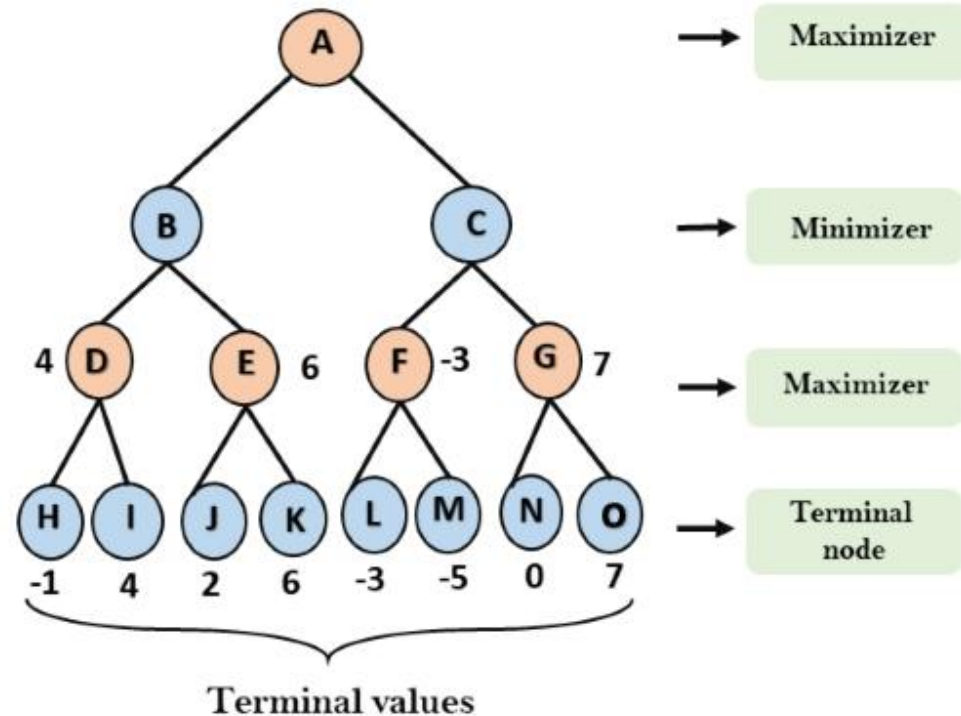 A
Maximizer
B C
Minimizer
4 D E 6 F -3 G 7
Maximizer
H I J K L M N O
Terminal
node
-1 4 2 6 -3 -5 0 7
Terminal values